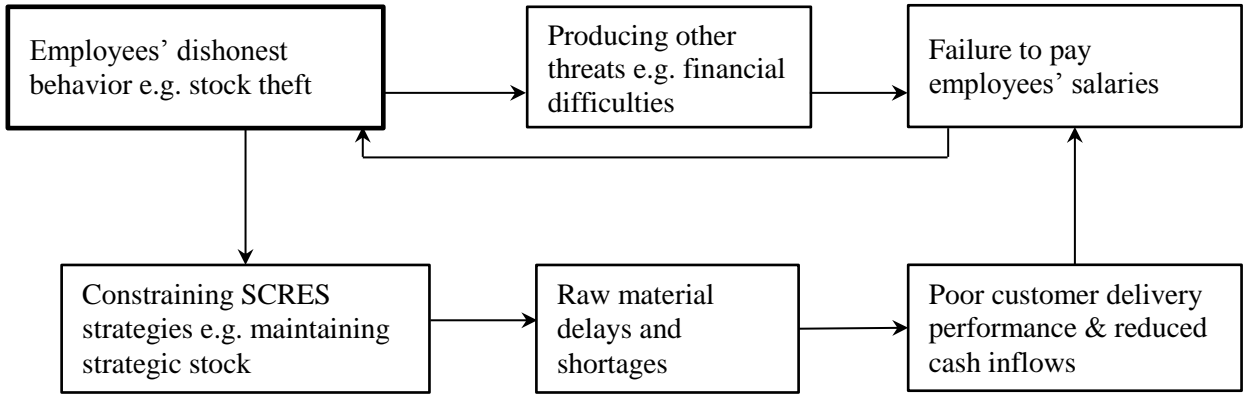 Employees’ dishonest
behavior e.g. stock theft
Producing other
threats e.g. financial
difficulties
Failure to pay
employees’ salaries
Constraining SCRES
strategies e.g. maintaining
strategic stock
Raw material
delays and
shortages
Poor customer delivery
performance & reduced
cash inflows